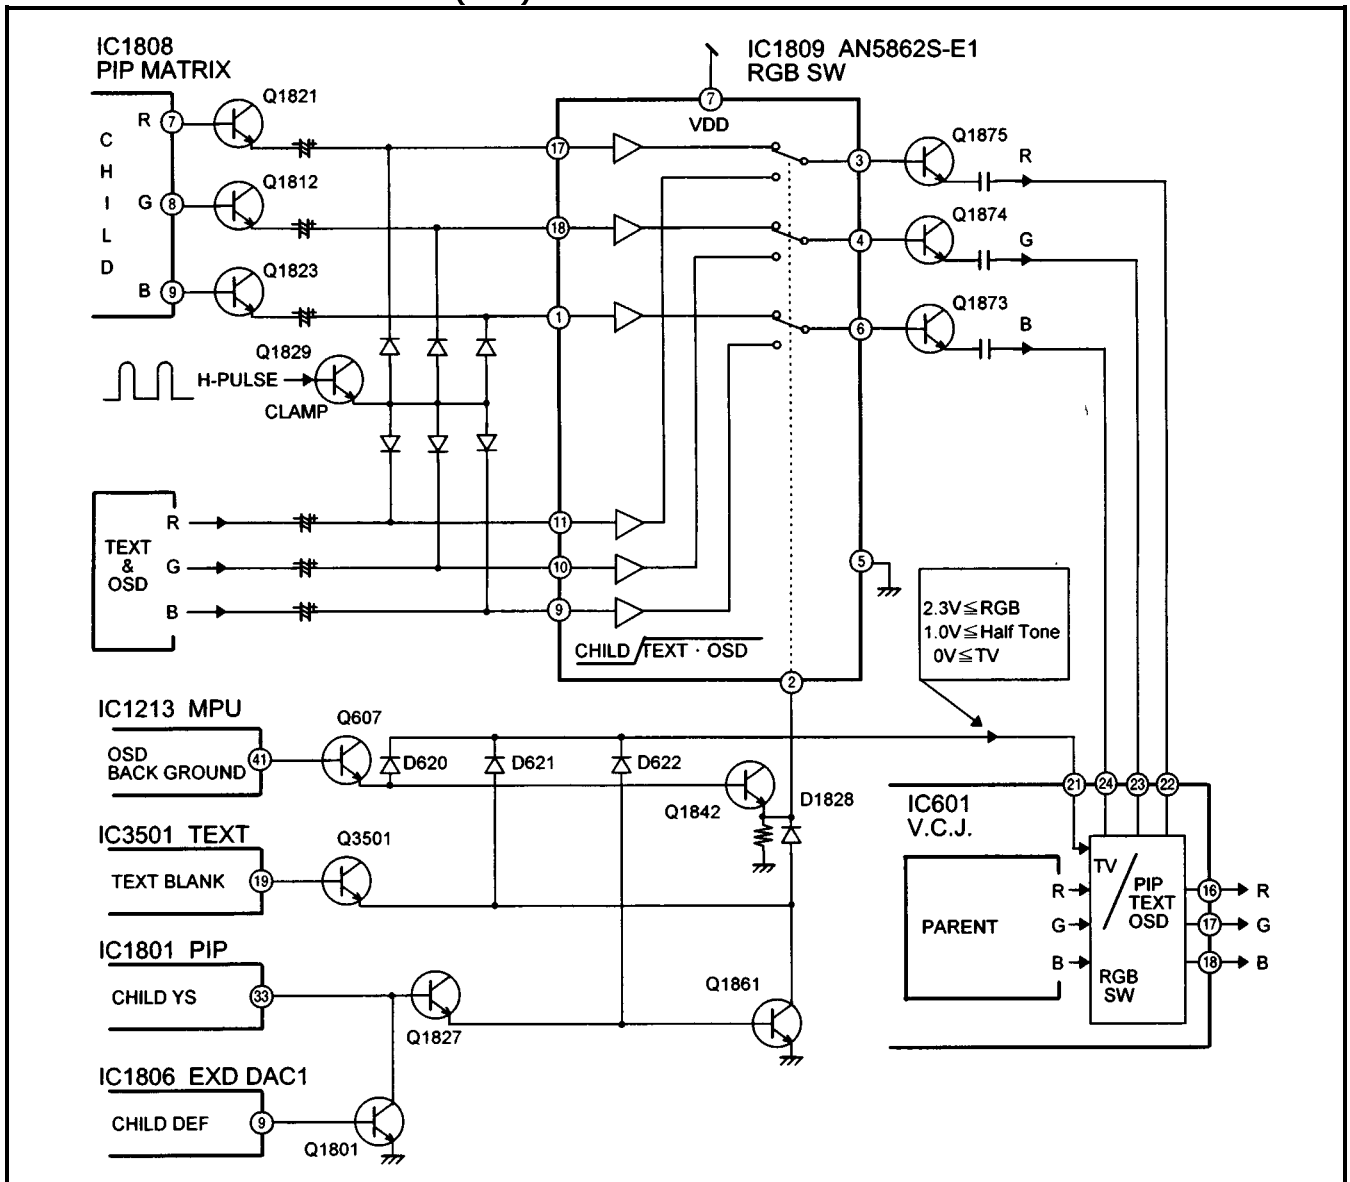 IC1808
PIP MATRIX
IC1809 AN5862S-E1
RGB SW
Q1821
7
VDD
CHILD
R 7
17
3
Q1875
R
Q1812
G 8
18
4
Q1874
G
Q1823
B 9
1
6
Q1873
B
Q1829
H-PULSE
CLAMP
TEXT
&
OSD
R
11
G
10
B
9
5
CHILD/TEXT · OSD
2
2.3V≦RGB
1.0V≦Half Tone
0V≦TV
IC1213 MPU
OSD
BACK GROUND
41
Q607
D620
D621
D622
Q1842
D1828
IC3501 TEXT
TEXT BLANK
19
Q3501
IC1801 PIP
CHILD YS
33
Q1827
Q1861
IC1806 EXD DAC1
CHILD DEF
9
Q1801
21 24 23 22
IC601
V.C.J.
PARENT
R
G
B
TV
PIP
TEXT
OSD
RGB
SW
16 R
17 G
18 B